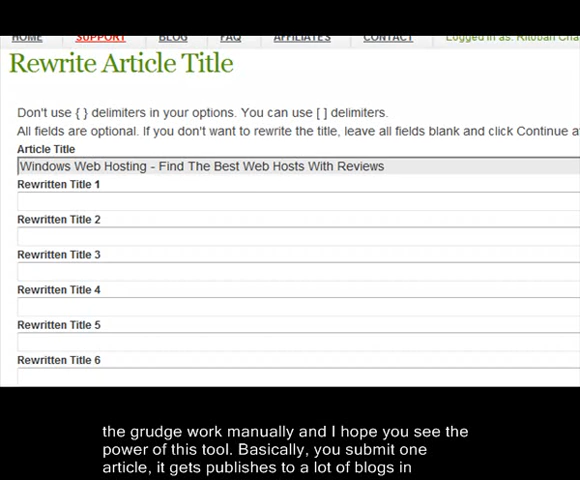 HOME SUPPORT BLOG FAQ AFFILIATES CONTACT Logged in as: Ritoban
Rewrite Article Title
Don't use { } delimiters in your options. You can use [ ] delimiters.
All fields are optional. If you don't want to rewrite the title, leave all fields blank and click Continue
Article Title
Windows Web Hosting - Find The Best Web Hosts With Reviews
Rewritten Title 1
Rewritten Title 2
Rewritten Title 3
Rewritten Title 4
Rewritten Title 5
Rewritten Title 6
the grudge work manually and I hope you see the
power of this tool. Basically, you submit one
article, it gets publishes to a lot of blogs in